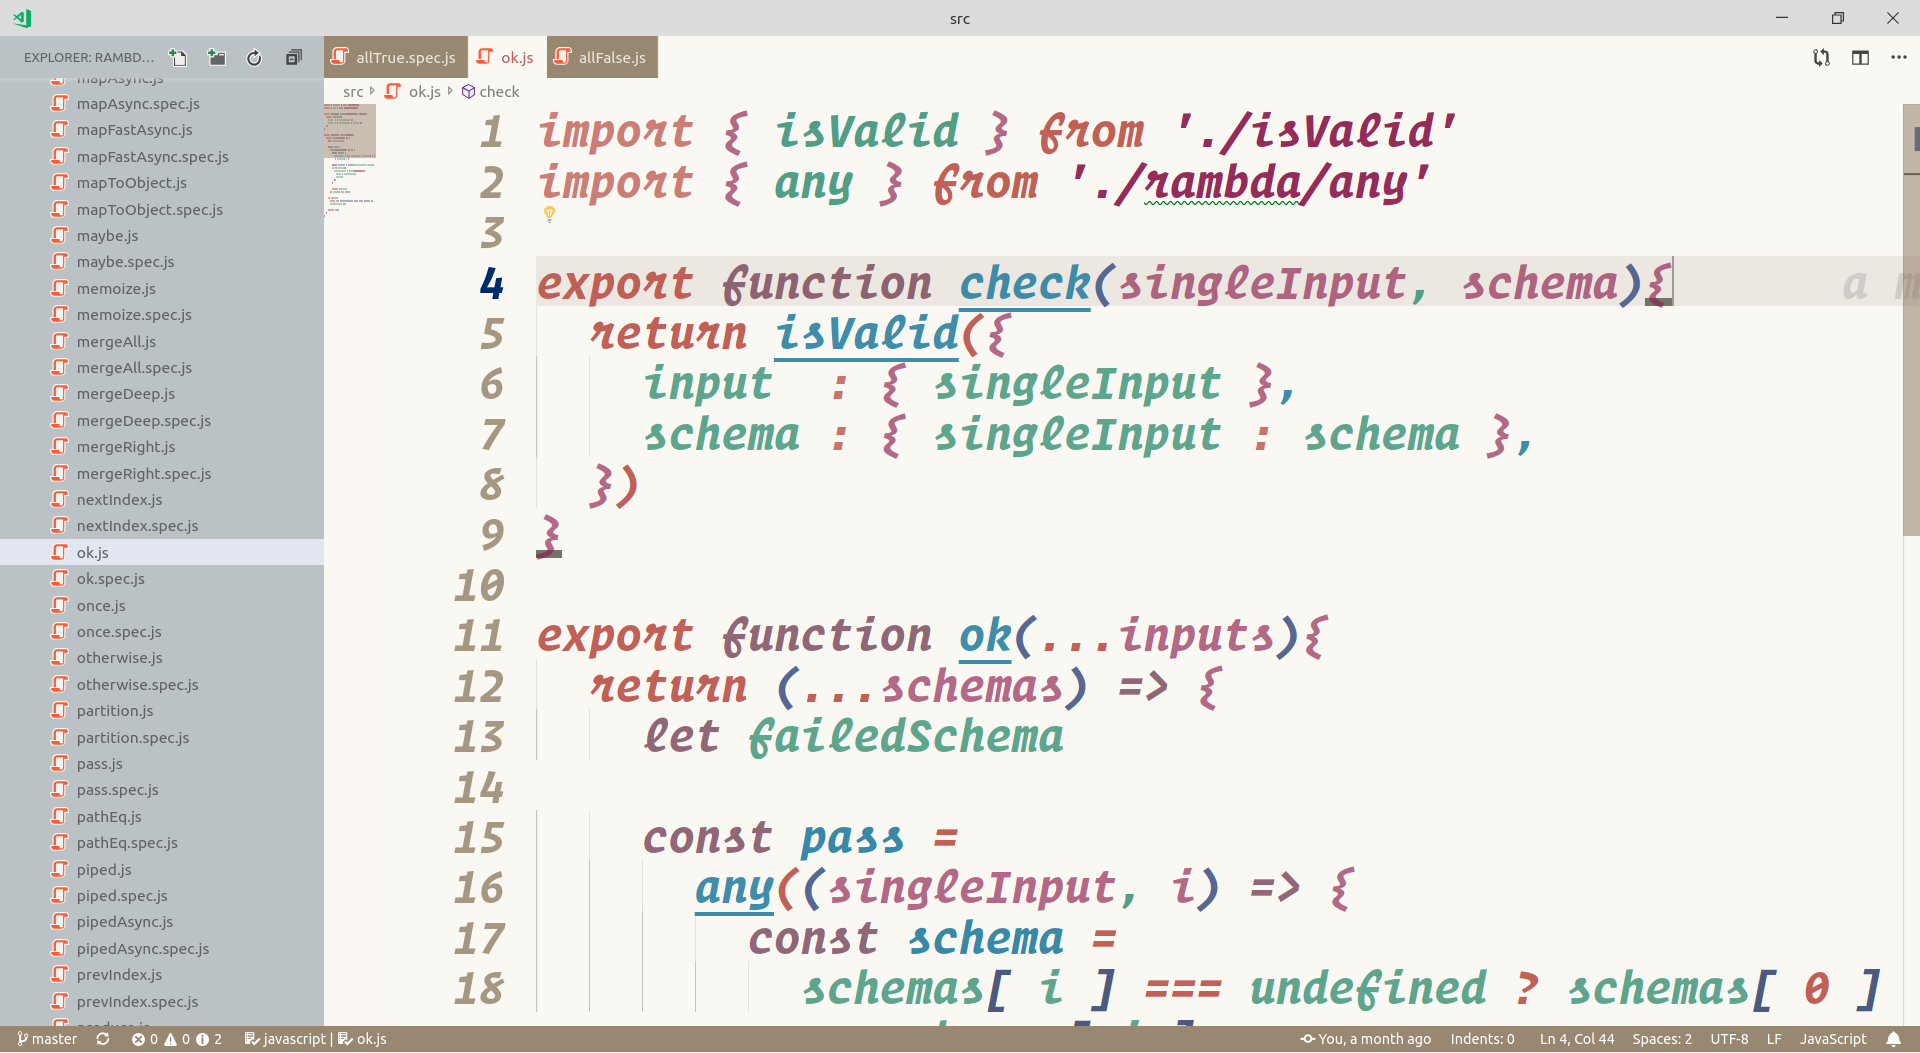 src
EXPLORER: RAMBD...
allTrue.spec.js
ok.js
allFalse.js
src ok.js check
mapAsync.js
mapAsync.spec.js
mapFastAsync.js
mapFastAsync.spec.js
mapToObject.js
mapToObject.spec.js
maybe.js
maybe.spec.js
memoize.js
memoize.spec.js
mergeAll.js
mergeAll.spec.js
mergeDeep.js
mergeDeep.spec.js
mergeRight.js
mergeRight.spec.js
nextIndex.js
nextIndex.spec.js
ok.js
ok.spec.js
once.js
once.spec.js
otherwise.js
otherwise.spec.js
partition.js
partition.spec.js
pass.js
pass.spec.js
pathEq.js
pathEq.spec.js
piped.js
piped.spec.js
pipedAsync.js
pipedAsync.spec.js
prevIndex.js
prevIndex.spec.js
1 import { isValid } from './isValid'
2 import { any } from './rambda/any'
3
4 export function check(singleInput, schema){ a m
5 return isValid({
6 input : { singleInput },
7 schema : { singleInput : schema },
8 })
9 }
10
11 export function ok(...inputs){
12 return (...schemas) => {
13 let failedSchema
14
15 const pass =
16 any((singleInput, i) => {
17 const schema =
18 schemas[ i ] === undefined ? schemas[ 0 ]
master 0 0 2 javascript | ok.js You, a month ago Indents: 0 Ln 4, Col 44 Spaces: 2 UTF-8 LF JavaScript